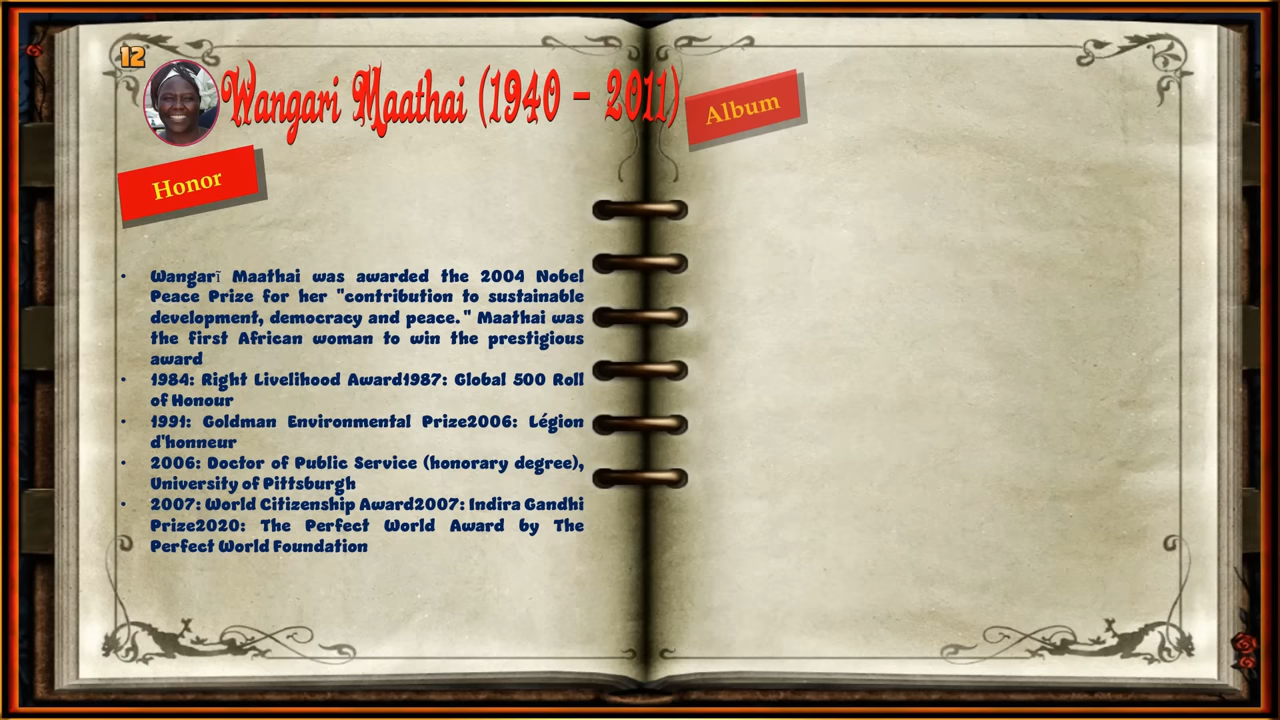 12
Wangari Maathai (1940 - 2011)
Album
Honor
• Wangarĩ Maathai was awarded the 2004 Nobel
Peace Prize for her "contribution to sustainable
development, democracy and peace." Maathai was
the first African woman to win the prestigious
award
• 1984: Right Livelihood Award1987: Global 500 Roll
of Honour
• 1991: Goldman Environmental Prize2006: Légion
d'honneur
• 2006: Doctor of Public Service (honorary degree),
University of Pittsburgh
• 2007: World Citizenship Award2007: Indira Gandhi
Prize2020: The Perfect World Award by The
Perfect World Foundation